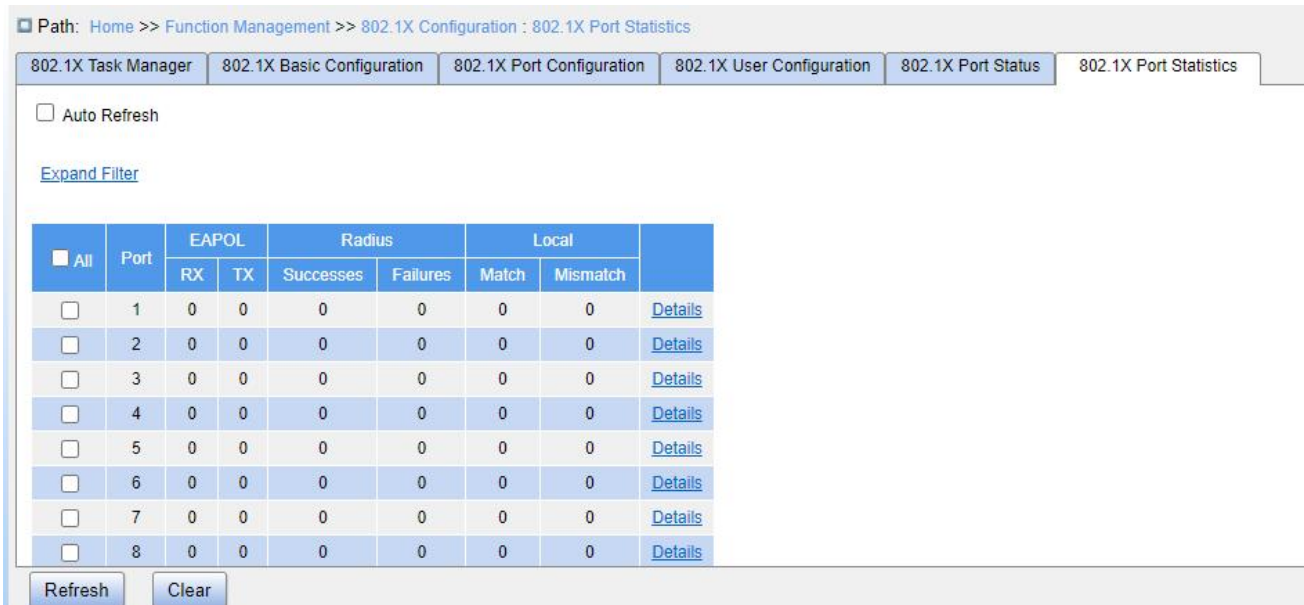 Path: Home >> Function Management >> 802.1X Configuration : 802.1X Port Statistics
802.1X Task Manager 802.1X Basic Configuration 802.1X Port Configuration 802.1X User Configuration 802.1X Port Status 802.1X Port Statistics
Auto Refresh
Expand Filter
All Port EAPOL Radius Local
RX TX Successes Failures Match Mismatch
1 0 0 0 0 0 0 Details
2 0 0 0 0 0 0 Details
3 0 0 0 0 0 0 Details
4 0 0 0 0 0 0 Details
5 0 0 0 0 0 0 Details
6 0 0 0 0 0 0 Details
7 0 0 0 0 0 0 Details
8 0 0 0 0 0 0 Details
Refresh Clear